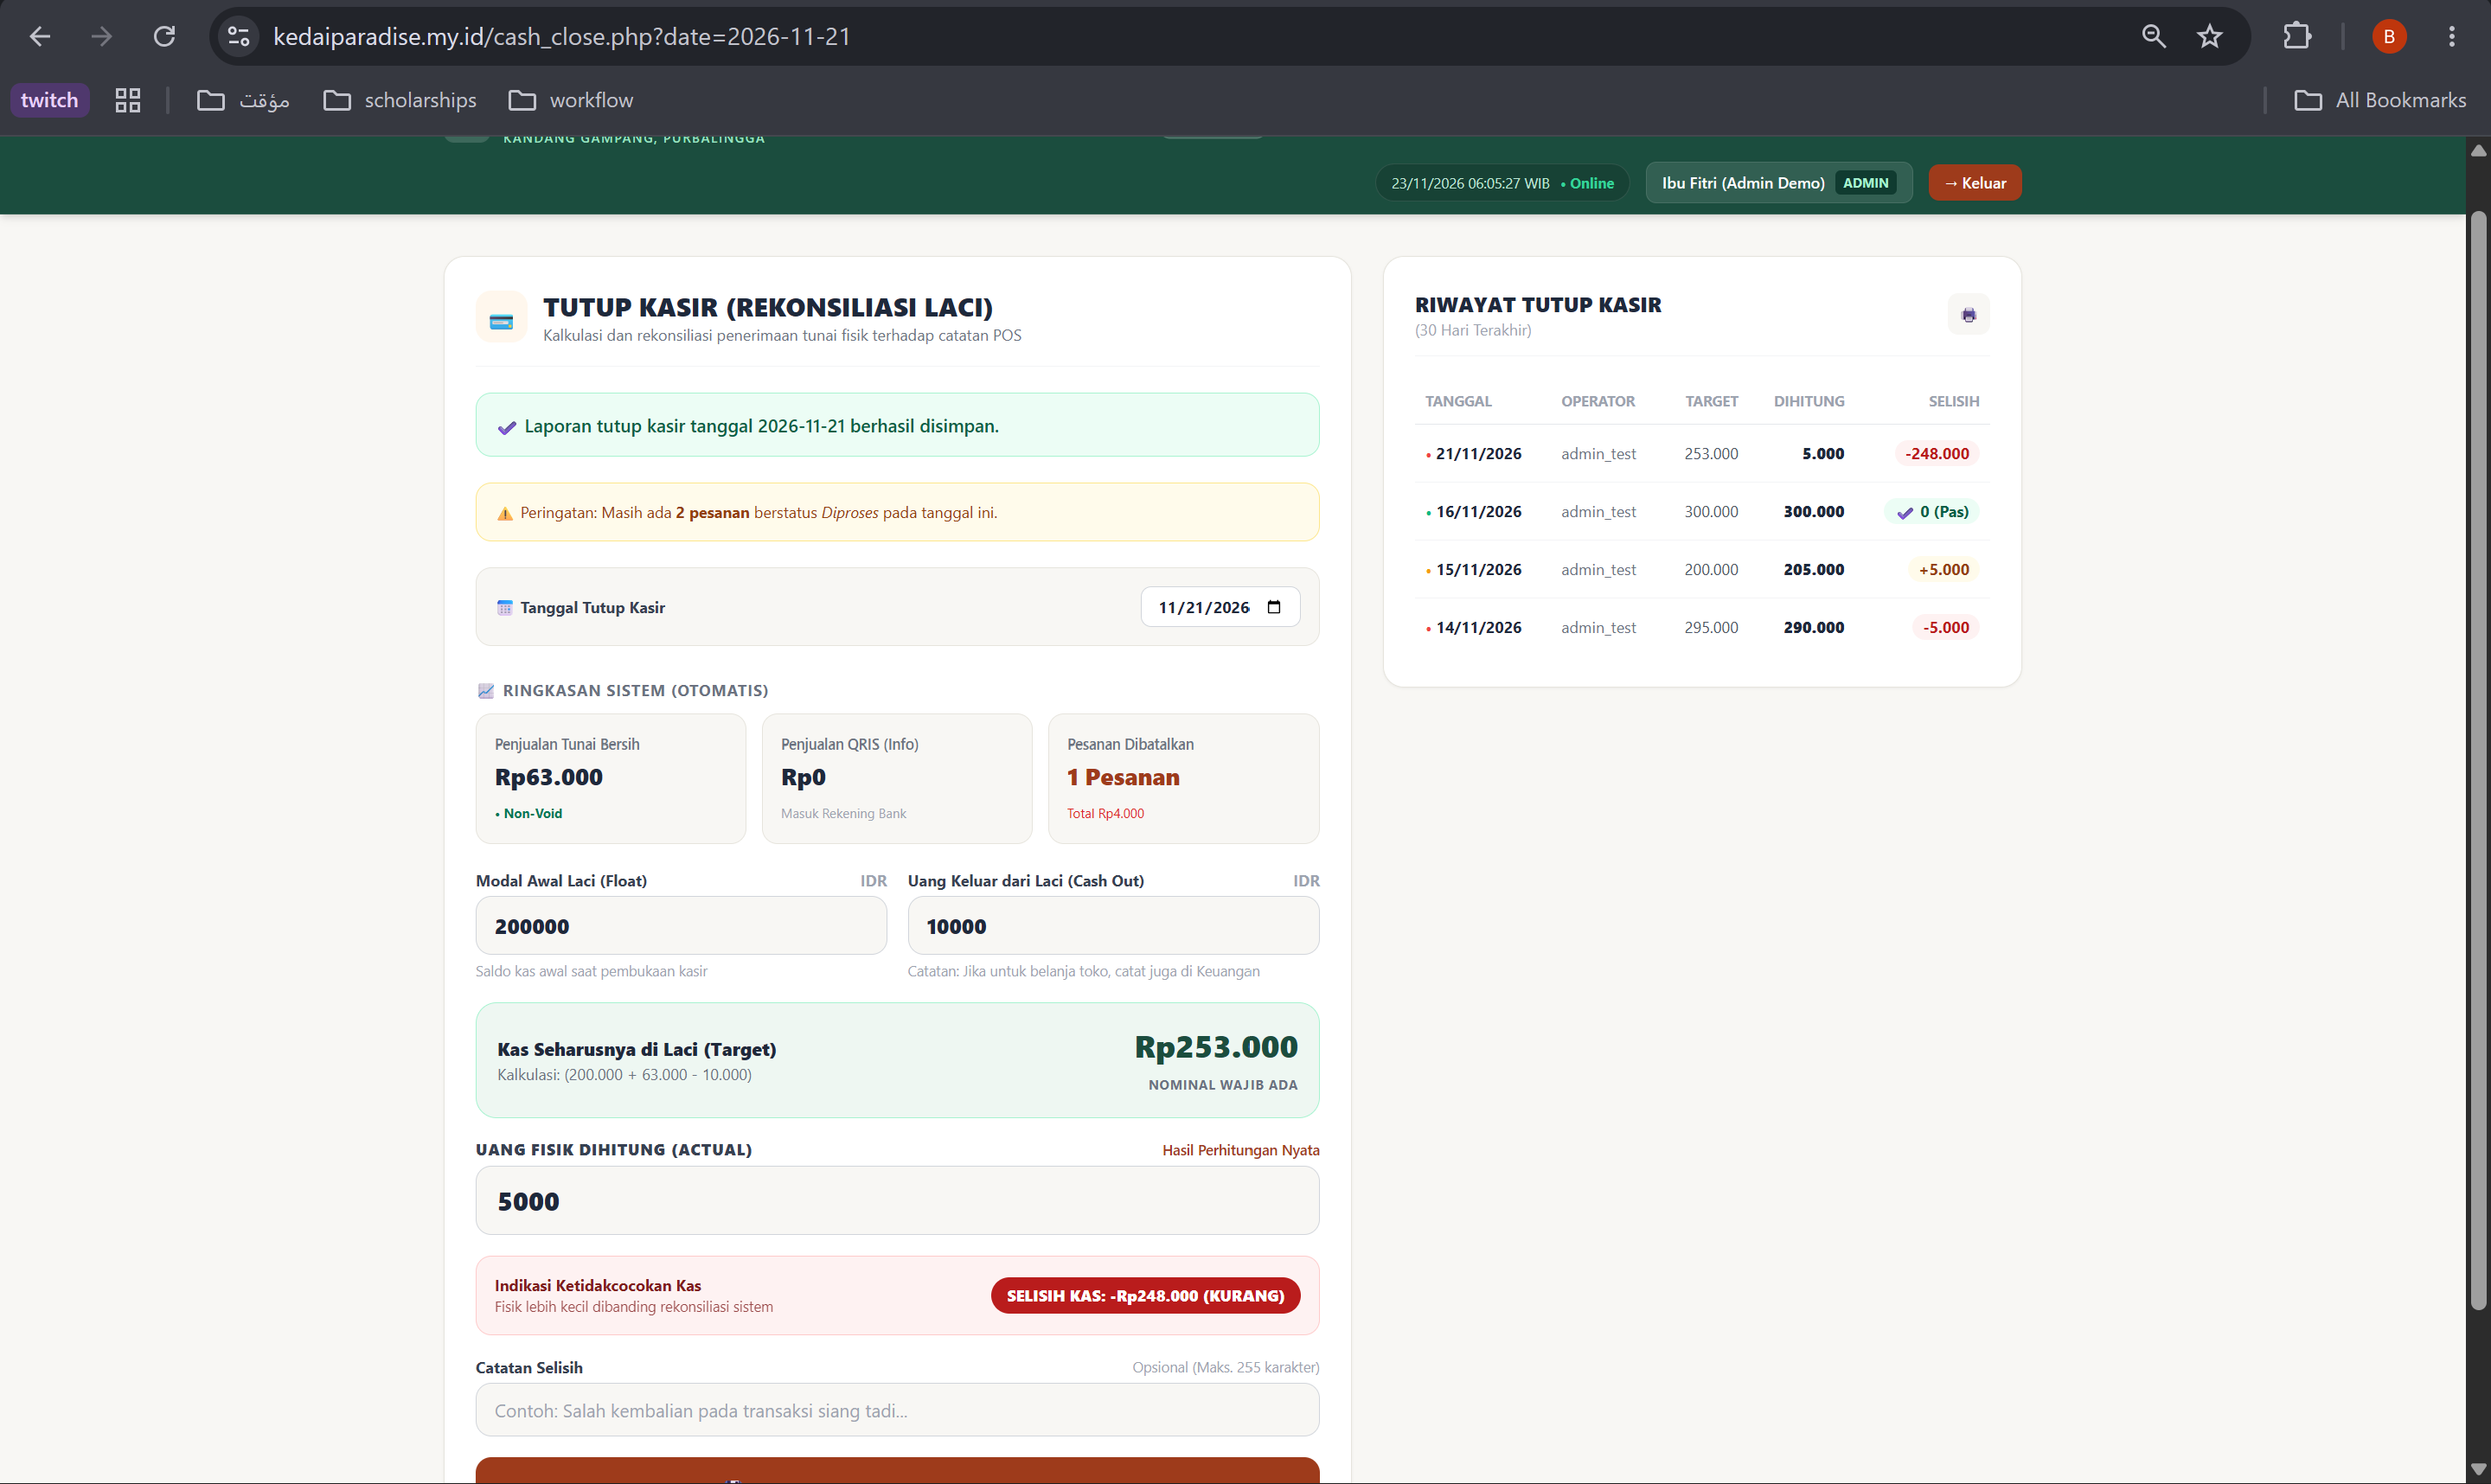 kedaiparadise.my.id/cash_close.php?date=2026-11-21
B
twitch
مؤقت
scholarships
workflow
All Bookmarks
KANDANG GAMPANG, PURBALINGGA
23/11/2026 06:05:27 WIB • Online
Ibu Fitri (Admin Demo) ADMIN
→ Keluar
TUTUP KASIR (REKONSILIASI LACI)
Kalkulasi dan rekonsiliasi penerimaan tunai fisik terhadap catatan POS
Laporan tutup kasir tanggal 2026-11-21 berhasil disimpan.
Peringatan: Masih ada 2 pesanan berstatus Diproses pada tanggal ini.
Tanggal Tutup Kasir
11/21/2026
RINGKASAN SISTEM (OTOMATIS)
Penjualan Tunai Bersih
Rp63.000
• Non-Void
Penjualan QRIS (Info)
Rp0
Masuk Rekening Bank
Pesanan Dibatalkan
1 Pesanan
Total Rp4.000
Modal Awal Laci (Float) IDR
200000
Saldo kas awal saat pembukaan kasir
Uang Keluar dari Laci (Cash Out) IDR
10000
Catatan: Jika untuk belanja toko, catat juga di Keuangan
Kas Seharusnya di Laci (Target)
Kalkulasi: (200.000 + 63.000 - 10.000)
Rp253.000
NOMINAL WAJIB ADA
UANG FISIK DIHITUNG (ACTUAL) Hasil Perhitungan Nyata
5000
Indikasi Ketidakcocokan Kas
Fisik lebih kecil dibanding rekonsiliasi sistem
SELISIH KAS: -Rp248.000 (KURANG)
Catatan Selisih Opsional (Maks. 255 karakter)
Contoh: Salah kembalian pada transaksi siang tadi...
RIWAYAT TUTUP KASIR
(30 Hari Terakhir)
TANGGAL OPERATOR TARGET DIHITUNG SELISIH
• 21/11/2026 admin_test 253.000 5.000 -248.000
• 16/11/2026 admin_test 300.000 300.000 0 (Pas)
• 15/11/2026 admin_test 200.000 205.000 +5.000
• 14/11/2026 admin_test 295.000 290.000 -5.000